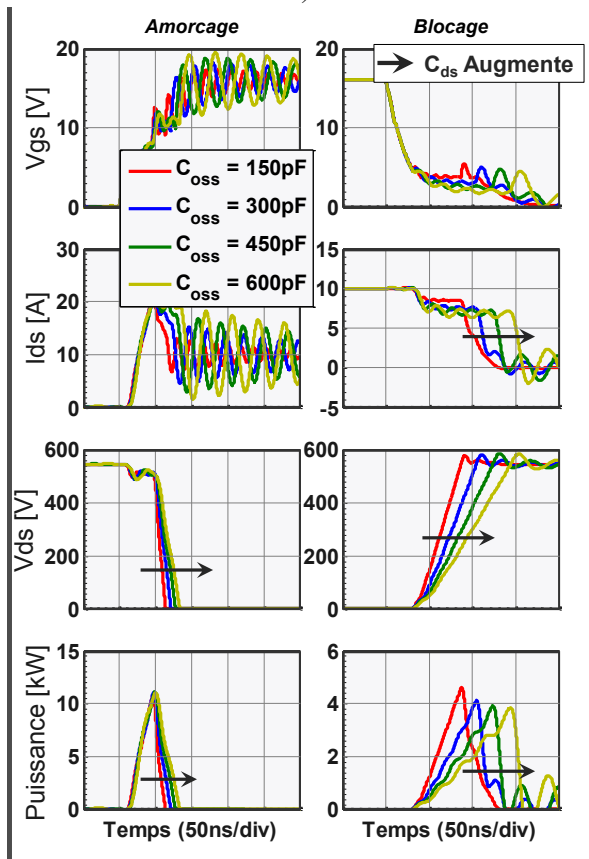 Amorcage
Blocage
Vgs [V]
20
10
0
20
10
0
C_ds Augmente
C_oss = 150pF
C_oss = 300pF
C_oss = 450pF
C_oss = 600pF
Ids [A]
30
20
10
0
15
10
5
0
-5
Vds [V]
600
400
200
0
600
400
200
0
Puissance [kW]
15
10
5
0
6
4
2
0
Temps (50ns/div)
Temps (50ns/div)